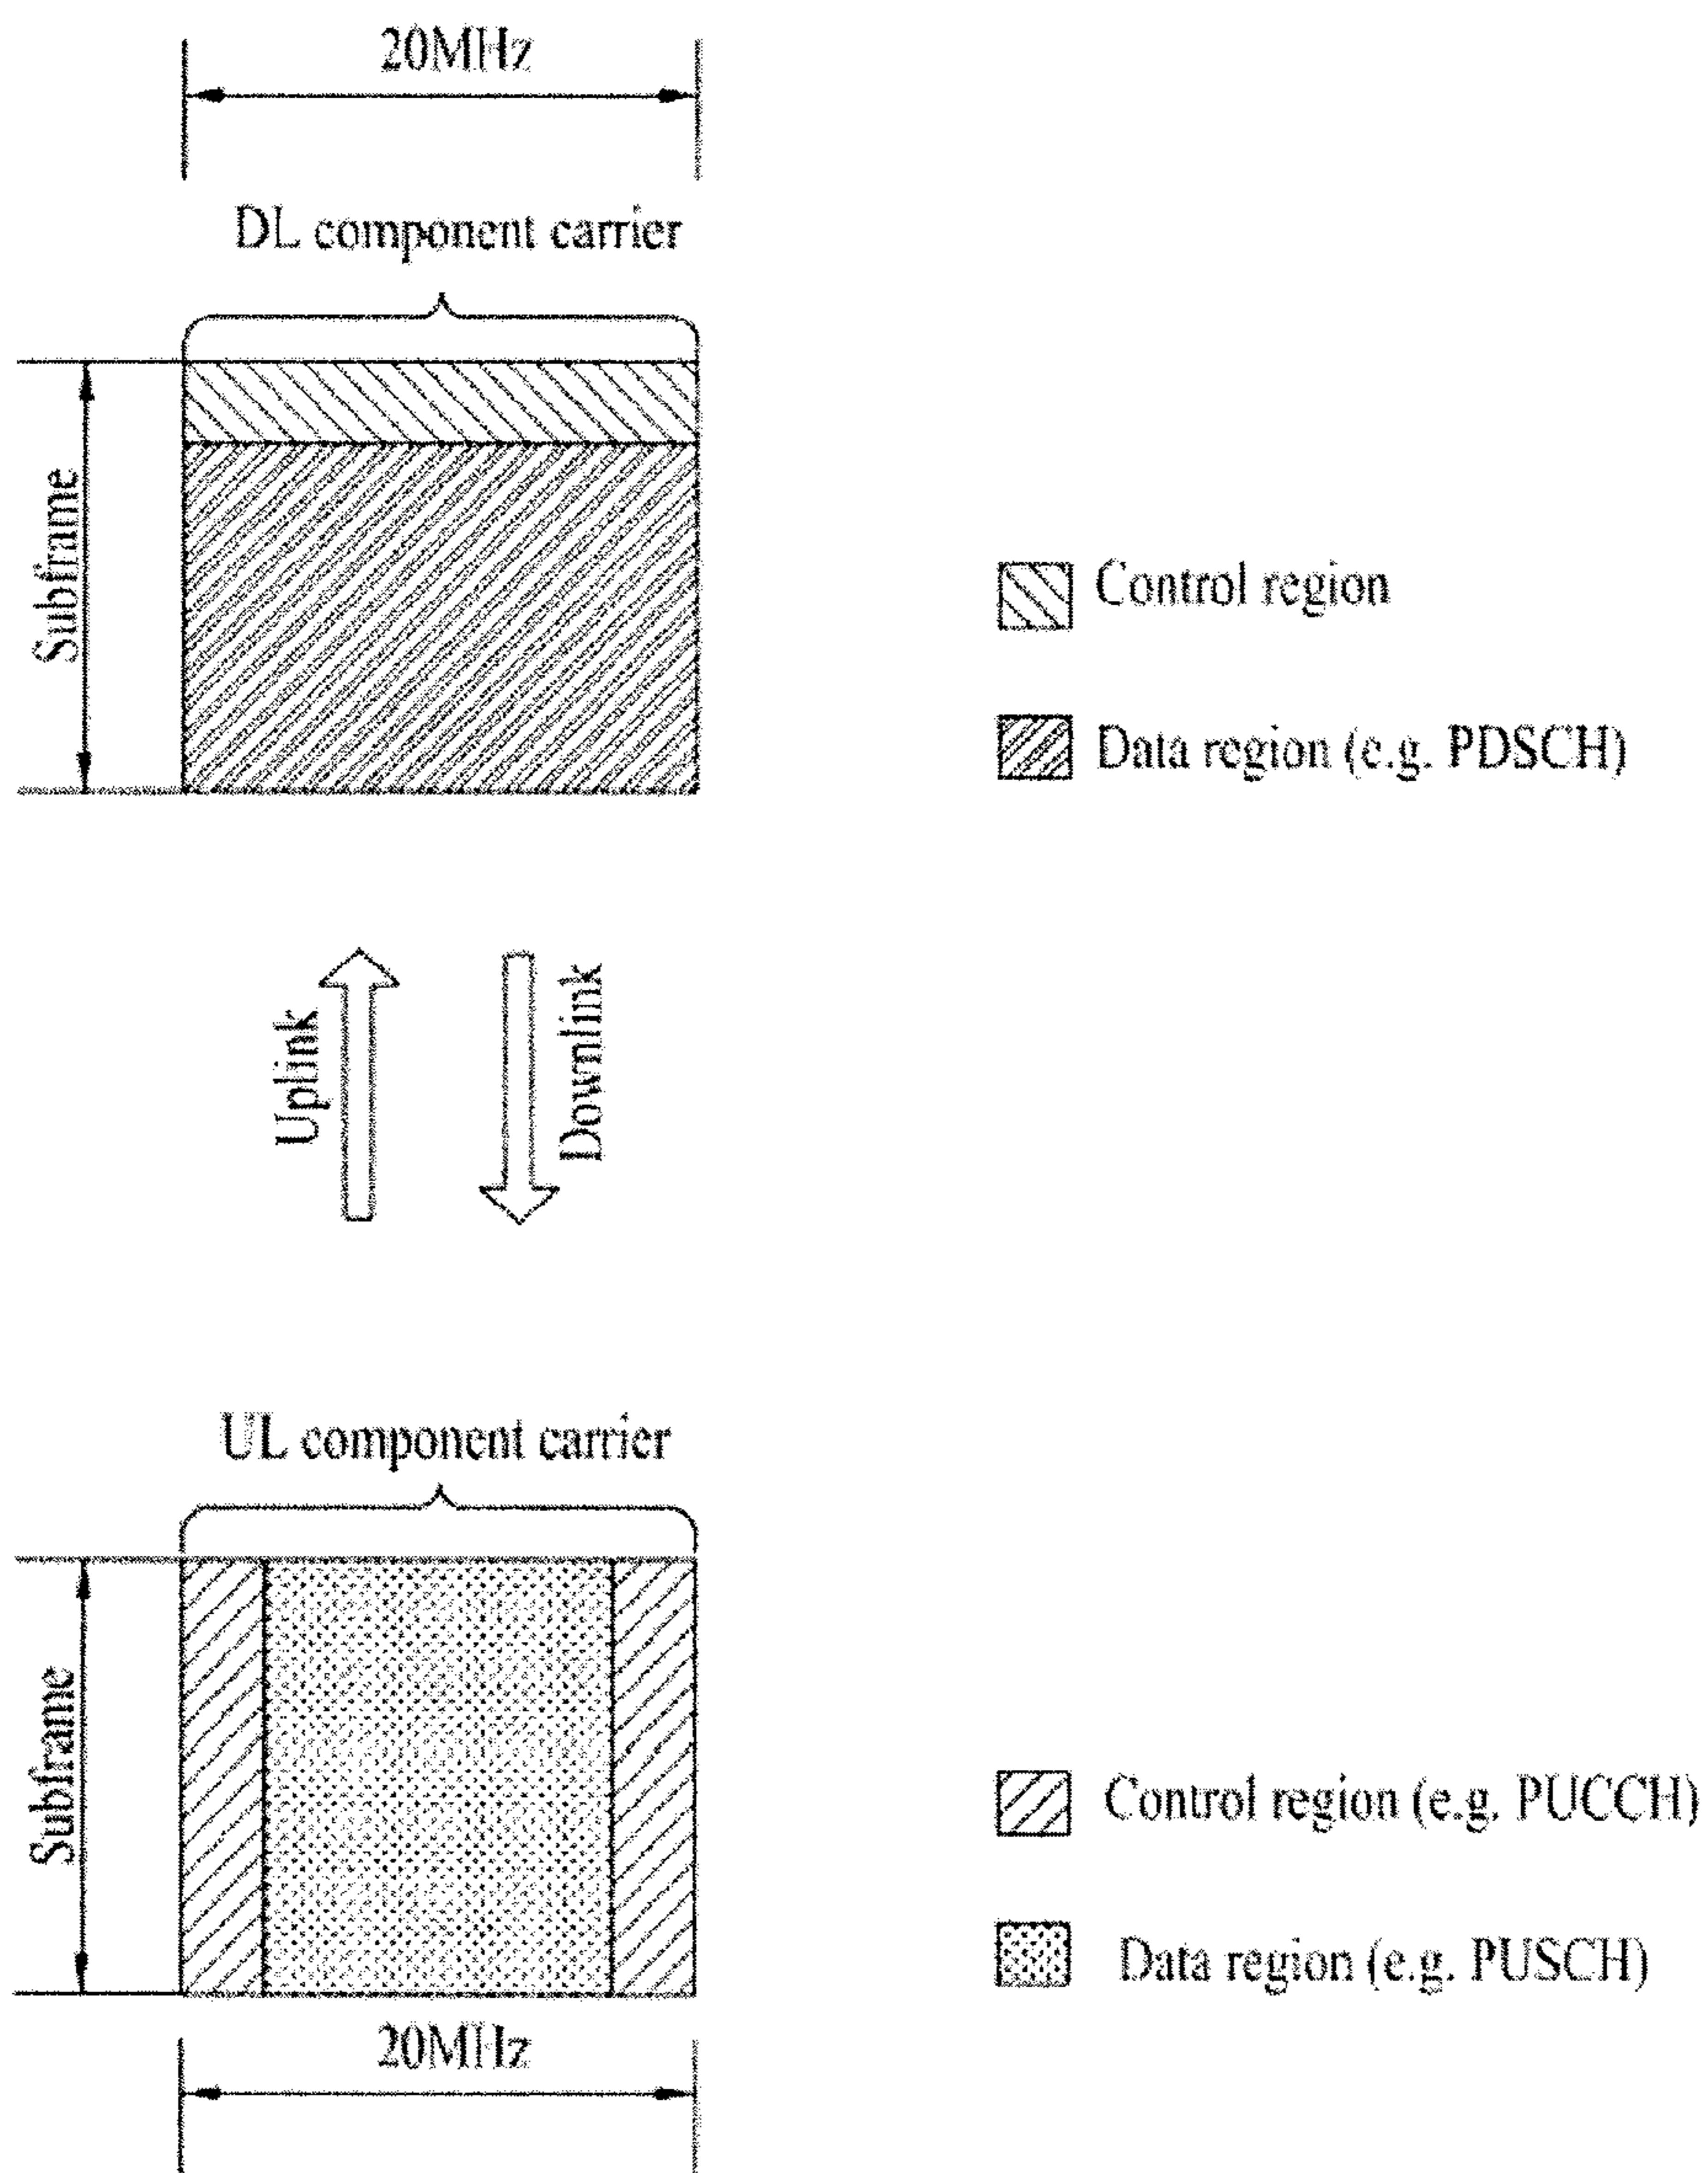 20MHz
DL component carrier
Subframe
Control region
Data region (e.g. PDSCH)
Uplink
Downlink
UL component carrier
Subframe
Control region (e.g. PUCCH)
Data region (e.g. PUSCH)
20MHz